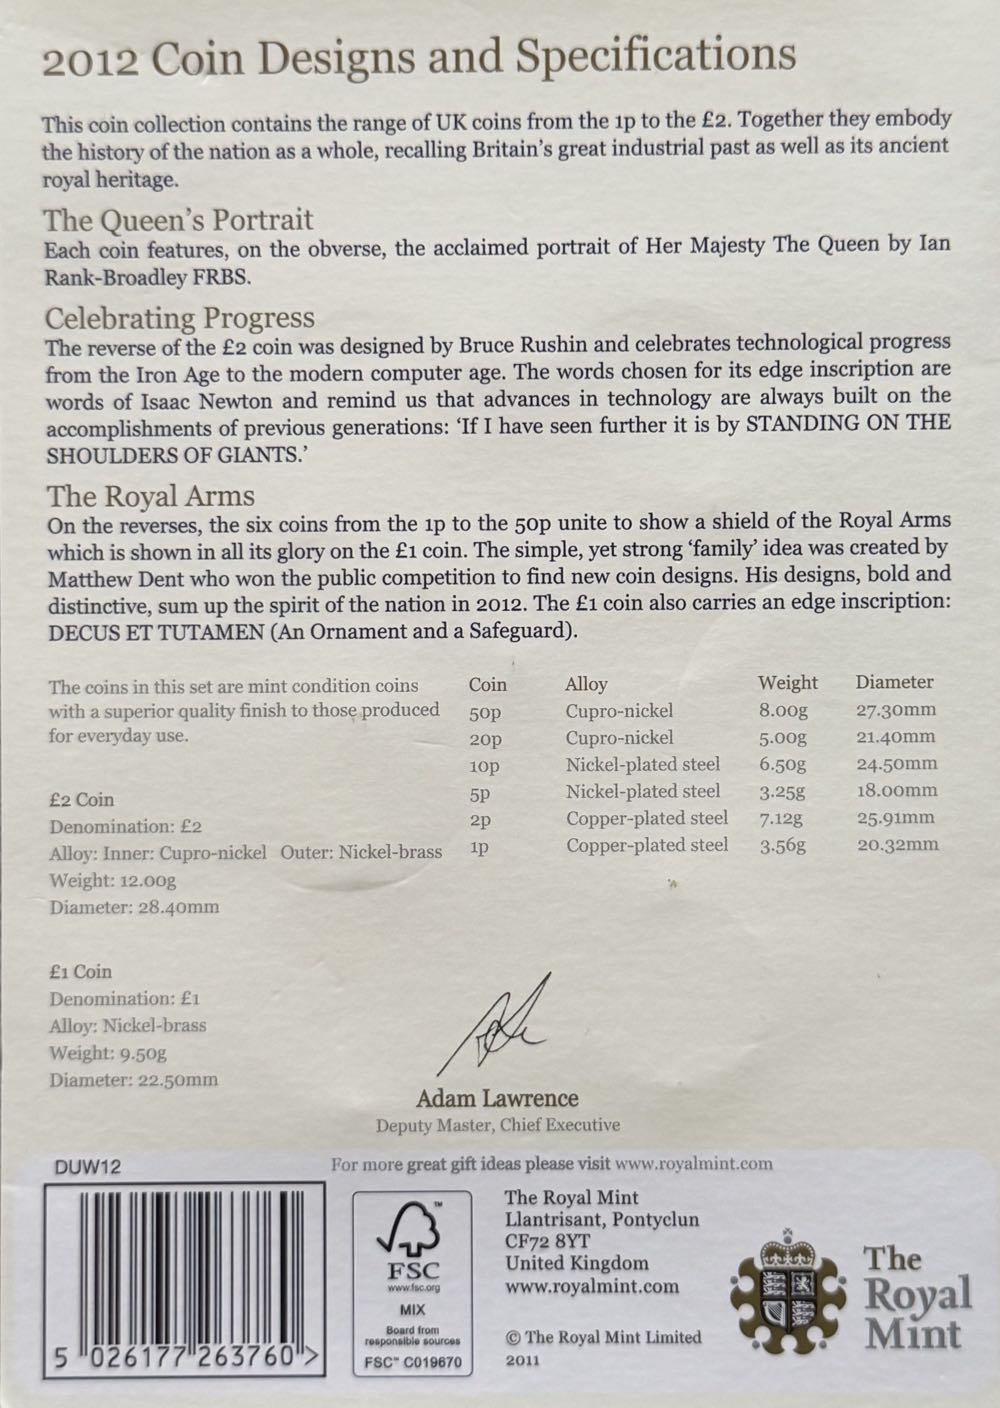 2012 Coin Designs and Specifications
This coin collection contains the range of UK coins from the 1p to the £2. Together they embody
the history of the nation as a whole, recalling Britain's great industrial past as well as its ancient
royal heritage.
The Queen's Portrait
Each coin features, on the obverse, the acclaimed portrait of Her Majesty The Queen by Ian
Rank-Broadley FRBS.
Celebrating Progress
The reverse of the £2 coin was designed by Bruce Rushin and celebrates technological progress
from the Iron Age to the modern computer age. The words chosen for its edge inscription are
words of Isaac Newton and remind us that advances in technology are always built on the
accomplishments of previous generations: 'If I have seen further it is by STANDING ON THE
SHOULDERS OF GIANTS.'
The Royal Arms
On the reverses, the six coins from the 1p to the 50p unite to show a shield of the Royal Arms
which is shown in all its glory on the £1 coin. The simple, yet strong 'family' idea was created by
Matthew Dent who won the public competition to find new coin designs. His designs, bold and
distinctive, sum up the spirit of the nation in 2012. The £1 coin also carries an edge inscription:
DECUS ET TUTAMEN (An Ornament and a Safeguard).
The coins in this set are mint condition coins
with a superior quality finish to those produced
for everyday use.
£2 Coin
Denomination: £2
Alloy: Inner: Cupro-nickel Outer: Nickel-brass
Weight: 12.00g
Diameter: 28.40mm
£1 Coin
Denomination: £1
Alloy: Nickel-brass
Weight: 9.50g
Diameter: 22.50mm
Coin Alloy Weight Diameter
50p Cupro-nickel 8.00g 27.30mm
20p Cupro-nickel 5.00g 21.40mm
10p Nickel-plated steel 6.50g 24.50mm
5p Nickel-plated steel 3.25g 18.00mm
2p Copper-plated steel 7.12g 25.91mm
1p Copper-plated steel 3.56g 20.32mm
Adam Lawrence
Deputy Master, Chief Executive
For more great gift ideas please visit www.royalmint.com
DUW12
5 026177 263760 >
FSC
www.fsc.org
MIX
Board from
responsible sources
FSC™ C019670
The Royal Mint
Llantrisant, Pontyclun
CF72 8YT
United Kingdom
www.royalmint.com
© The Royal Mint Limited
2011
The
Royal
Mint